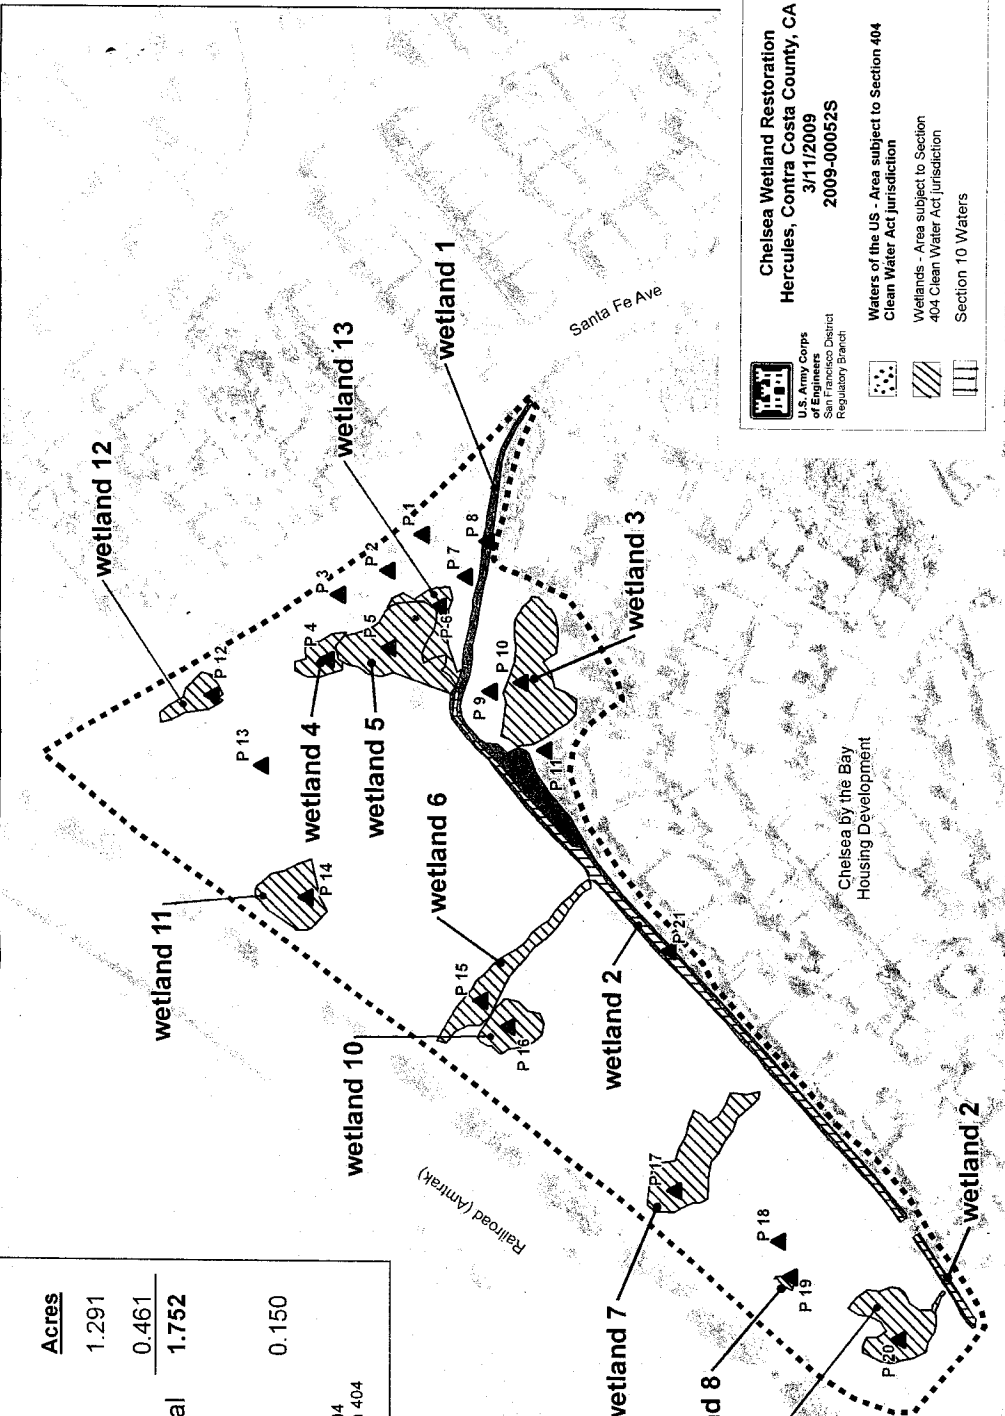 Chelsea Wetland Restoration
Hercules, Contra Costa County, CA
3/11/2009
2009-00052S
U.S. Army Corps
of Engineers
San Francisco District
Regulatory Branch
Waters of the US - Area subject to Section 404
Clean Water Act jurisdiction
Wetlands - Area subject to Section
404 Clean Water Act jurisdiction
Section 10 Waters
wetland 12
wetland 13
wetland 1
Santa Fe Ave
P 1
P 2
P 3
P 4
P 5
P 6
P 7
P 8
P 9
P 10
P 11
P 12
P 13
P 14
P 15
P 16
P 17
P 18
P 19
P 20
P 21
wetland 3
wetland 4
wetland 5
wetland 6
wetland 11
wetland 10
wetland 2
Chelsea by the Bay
Housing Development
Railroad (Amtrak)
wetland 7
wetland 2
nd 8
Acres
1.291
0.461
al
1.752
0.150
04
404